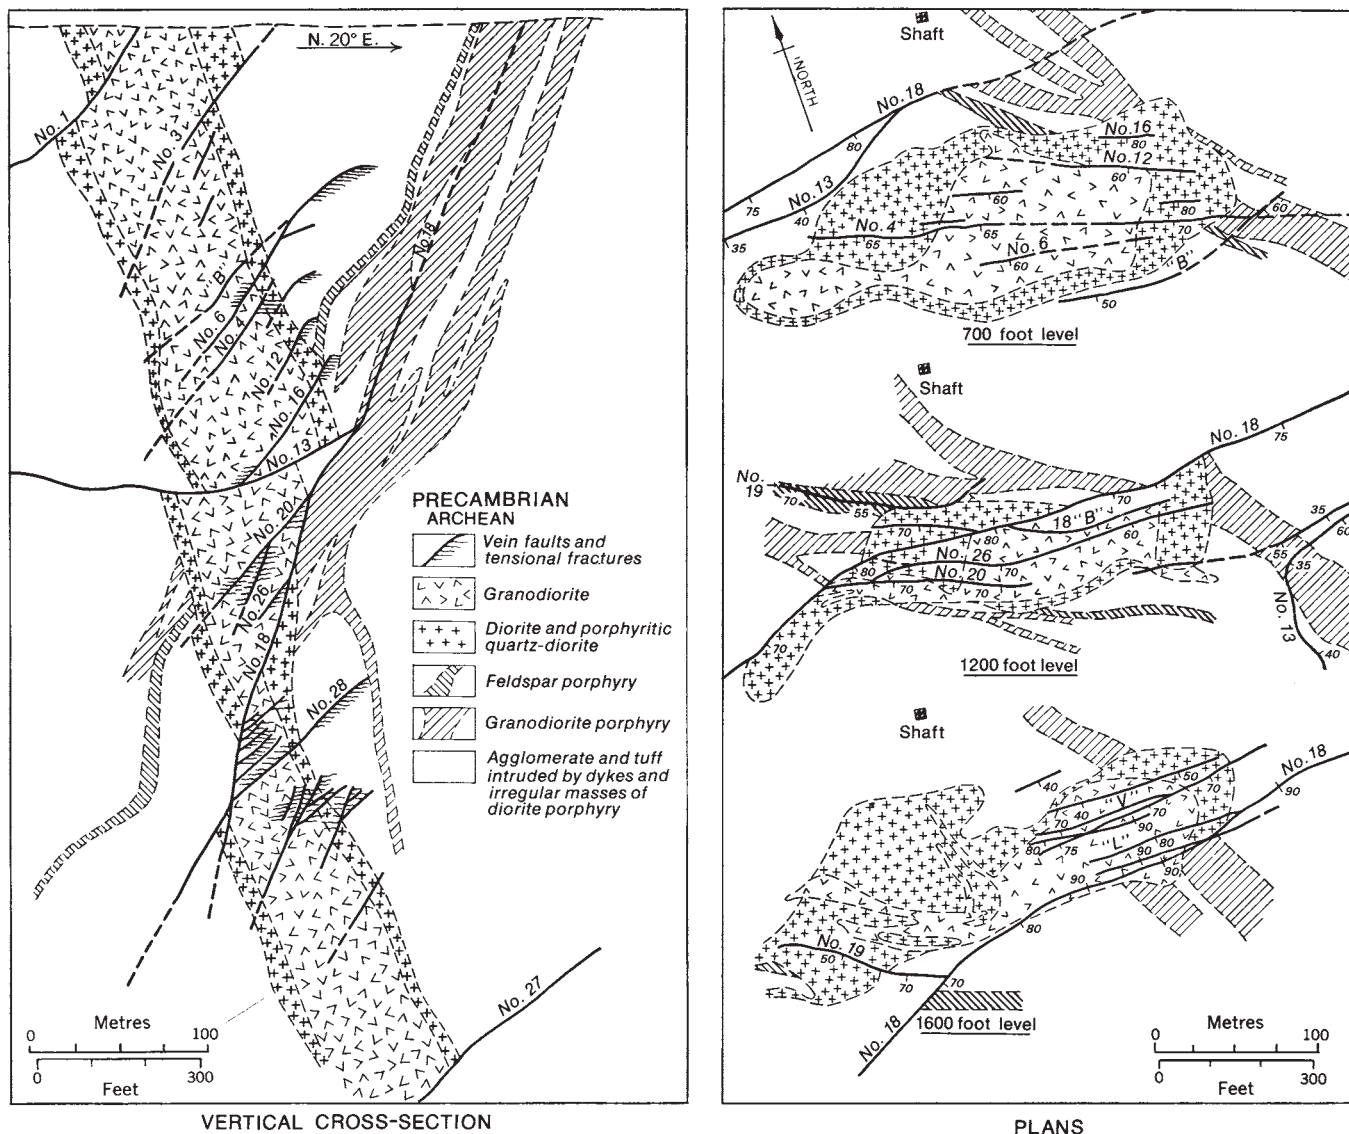 N. 20° E.
No. 1
No. 3
No. 18
"B"
No. 6
No. 4
No. 12
No. 16
No. 13
No. 20
No. 26
No. 18
No. 28
No. 27
PRECAMBRIAN
ARCHEAN
Vein faults and
tensional fractures
Granodiorite
Diorite and porphyritic
quartz-diorite
Feldspar porphyry
Granodiorite porphyry
Agglomerate and tuff
intruded by dykes and
irregular masses of
diorite porphyry
Metres
0 100
0 300
Feet
VERTICAL CROSS-SECTION
NORTH
Shaft
No. 18
80
No. 16
80
No. 12
60
No. 13
75
40
35
60
80
60
No. 4
65
65
70
No. 6
60
"B"
50
700 foot level
Shaft
No. 18
75
No.
19
70
55
70
70
80
18 "B"
60
35
60
55
35
No. 26
80
70
No. 20
70
70
70
No. 13
40
1200 foot level
Shaft
No. 18
90
40
50
"V"
70
40
70
90
80
75
"L"
80
90
90
90
80
No. 19
50
70
70
No. 18
1600 foot level
Metres
0 100
0 300
Feet
PLANS